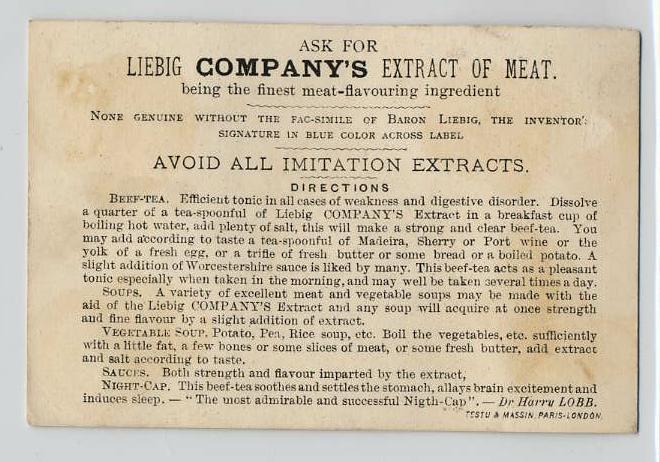 ASK FOR
LIEBIG COMPANY'S EXTRACT OF MEAT.
being the finest meat-flavouring ingredient
NONE GENUINE WITHOUT THE FAC-SIMILE OF BARON LIEBIG, THE INVENTOR'S
SIGNATURE IN BLUE COLOR ACROSS LABEL
AVOID ALL IMITATION EXTRACTS.
DIRECTIONS
BEEF-TEA. Efficient tonic in all cases of weakness and digestive disorder. Dissolve
a quarter of a tea-spoonful of Liebig COMPANY'S Extract in a breakfast cup of
boiling hot water, add plenty of salt, this will make a strong and clear beef-tea. You
may add according to taste a tea-spoonful of Madeira, Sherry or Port wine or the
yolk of a fresh egg, or a trifle of fresh butter or some bread or a boiled potato. A
slight addition of Worcestershire sauce is liked by many. This beef-tea acts as a pleasant
tonic especially when taken in the morning, and may well be taken several times a day.
SOUPS. A variety of excellent meat and vegetable soups may be made with the
aid of the Liebig COMPANY'S Extract and any soup will acquire at once strength
and fine flavour by a slight addition of extract.
VEGETABLE SOUP. Potato, Pea, Rice soup, etc. Boil the vegetables, etc. sufficiently
with a little fat, a few bones or some slices of meat, or some fresh butter, add extract
and salt according to taste.
SAUCES. Both strength and flavour imparted by the extract,
NIGHT-CAP. This beef-tea soothes and settles the stomach, allays brain excitement and
induces sleep. — "The most admirable and successful Nigth-Cap". — Dr Harry LOBB.
TESTU & MASSIN, PARIS-LONDON.